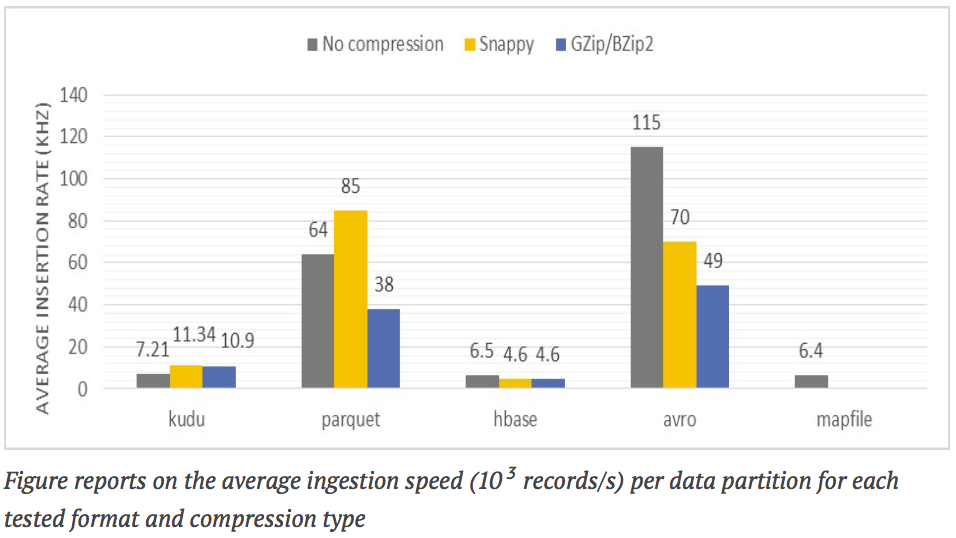 No compression Snappy GZip/BZip2
AVERAGE INSERTION RATE (KHZ)
140
120
100
80
60
40
20
0
7.21 11.34 10.9
64 85 38
6.5 4.6 4.6
115 70 49
6.4
kudu parquet hbase avro mapfile
Figure reports on the average ingestion speed (10³ records/s) per data partition for each
tested format and compression type